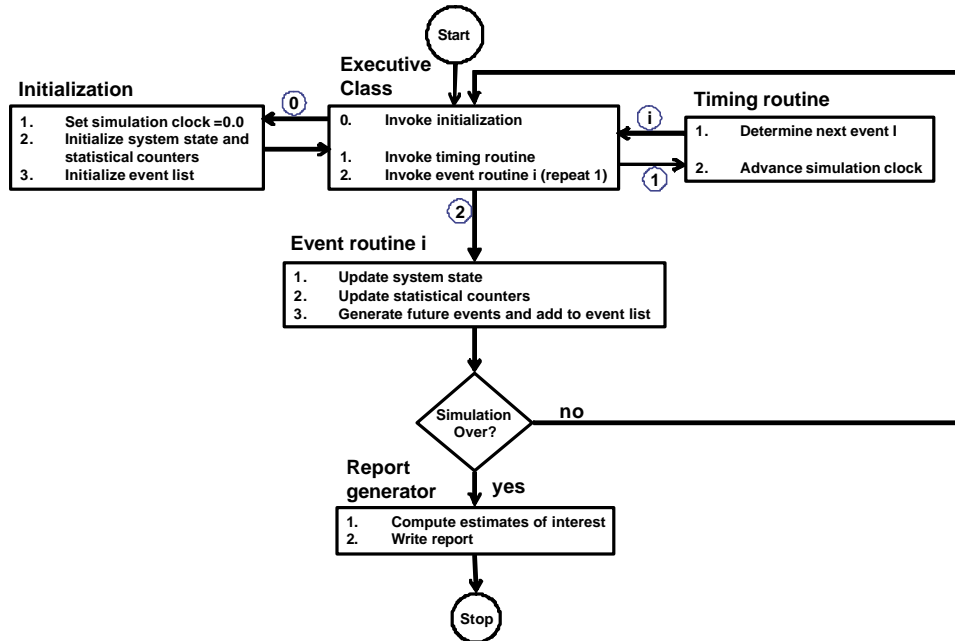 Start
Executive
Class
Initialization
0
1. Set simulation clock =0.0
2. Initialize system state and
statistical counters
3. Initialize event list
0. Invoke initialization
1. Invoke timing routine
2. Invoke event routine i (repeat 1)
i
1
Timing routine
1. Determine next event I
2. Advance simulation clock
2
Event routine i
1. Update system state
2. Update statistical counters
3. Generate future events and add to event list
Simulation
Over?
no
yes
Report
generator
1. Compute estimates of interest
2. Write report
Stop